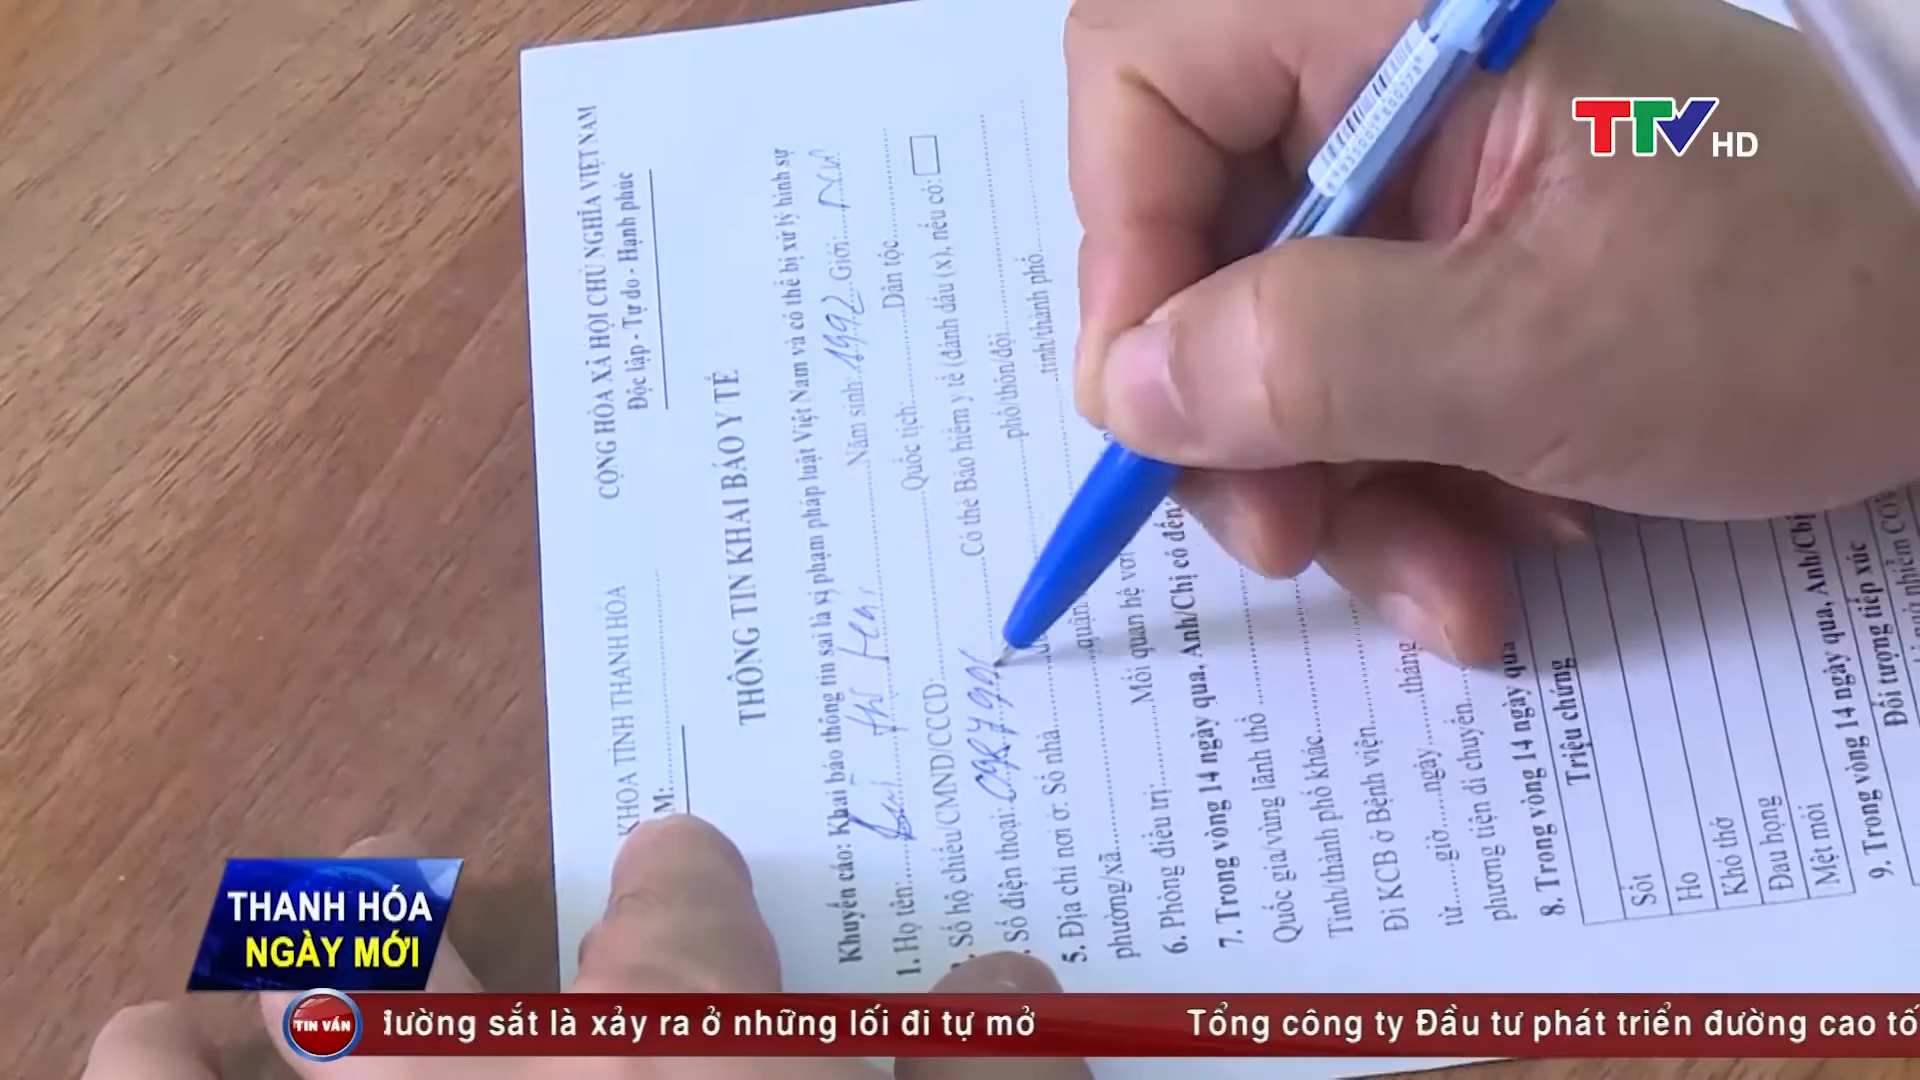 TTV HD
CỘNG HÒA XÃ HỘI CHỦ NGHĨA VIỆT NAM
Độc lập - Tự do - Hạnh phúc
KHOA TỈNH THANH HÓA
M:
THÔNG TIN KHAI BÁO Y TẾ
Khuyến cáo: Khai báo thông tin sai là vi phạm pháp luật Việt Nam và có thể bị xử lý hình sự
1. Họ tên: Thị Năm sinh: 1992 Giới:
Số hộ chiếu/CMND/CCCD: Quốc tịch: Dân tộc
Số điện thoại: Có thẻ Bảo hiểm y tế (đánh dấu (x), nếu có:
5. Địa chỉ nơi ở: Số nhà phố/thôn/đội
phường/xã quận tỉnh/thành phố
6. Phòng điều trị: Mối quan hệ với
7. Trong vòng 14 ngày qua, Anh/Chị có đến
Quốc gia/vùng lãnh thổ
Tỉnh/thành phố khác
Đi KCB ở Bệnh viện
từ giờ ngày tháng
phương tiện di chuyển
8. Trong vòng 14 ngày qua
Triệu chứng
Sốt
Ho
Khó thở
Đau họng
Mệt mỏi
9. Trong vòng 14 ngày qua, Anh/Chị
Đối tượng tiếp xúc
nhiễm
THANH HÓA
NGÀY MỚI
TIN VẮN đường sắt là xảy ra ở những lối đi tự mở Tổng công ty Đầu tư phát triển đường cao tố